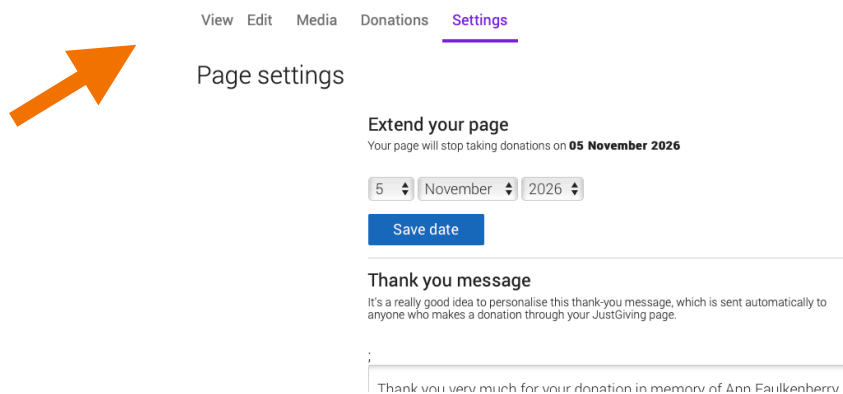 View Edit Media Donations Settings
Page settings
Extend your page
Your page will stop taking donations on 05 November 2026
5 November 2026
Save date
Thank you message
It's a really good idea to personalise this thank-you message, which is sent automatically to
anyone who makes a donation through your JustGiving page.
;
Thank you very much for your donation in memory of Ann Faulkenberry